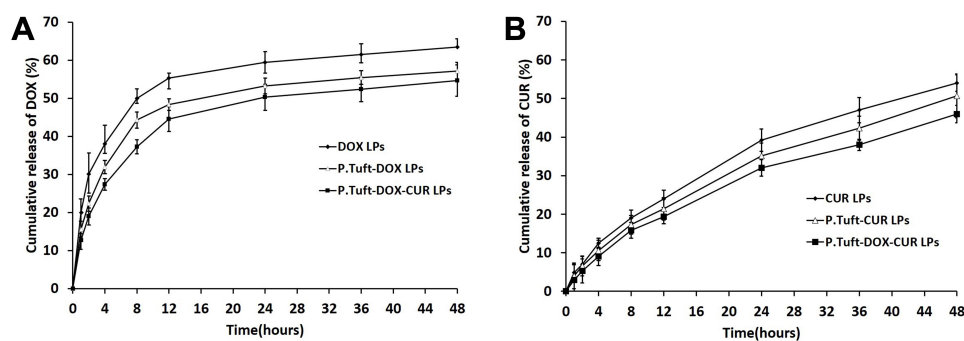 A
Cumulative release of DOX (%)
70
60
50
40
30
20
10
0
DOX LPs
P.Tuft-DOX LPs
P.Tuft-DOX-CUR LPs
0 4 8 12 16 20 24 28 32 36 40 44 48
Time(hours)
B
Cumulative release of CUR (%)
70
60
50
40
30
20
10
0
CUR LPs
P.Tuft-CUR LPs
P.Tuft-DOX-CUR LPs
0 4 8 12 16 20 24 28 32 36 40 44 48
Time(hours)